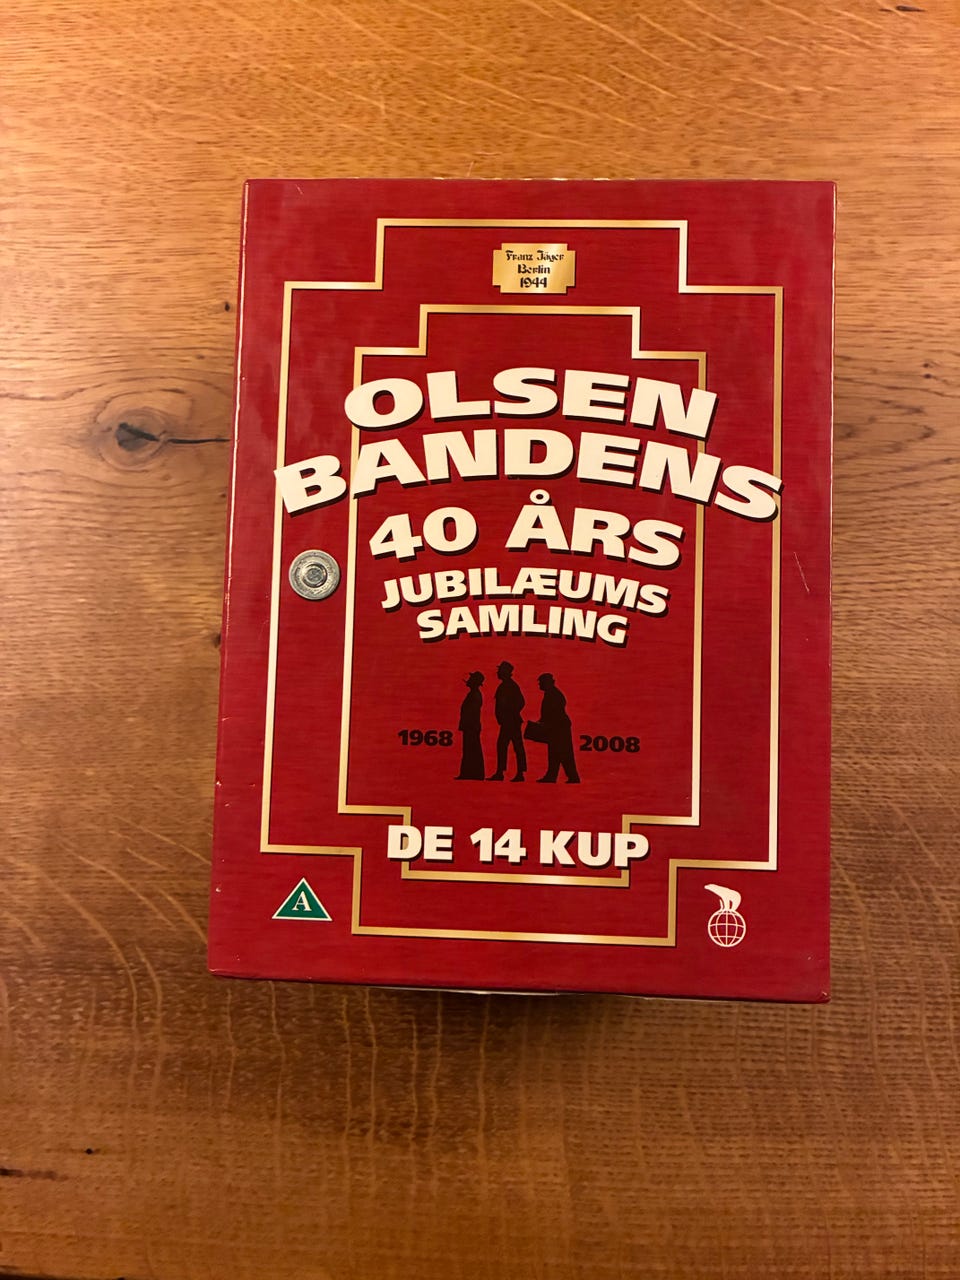 Franz Jäger
Berlin
1944
OLSEN
BANDENS
40 ÅRS
JUBILÆUMS
SAMLING
1968 2008
DE 14 KUP
A